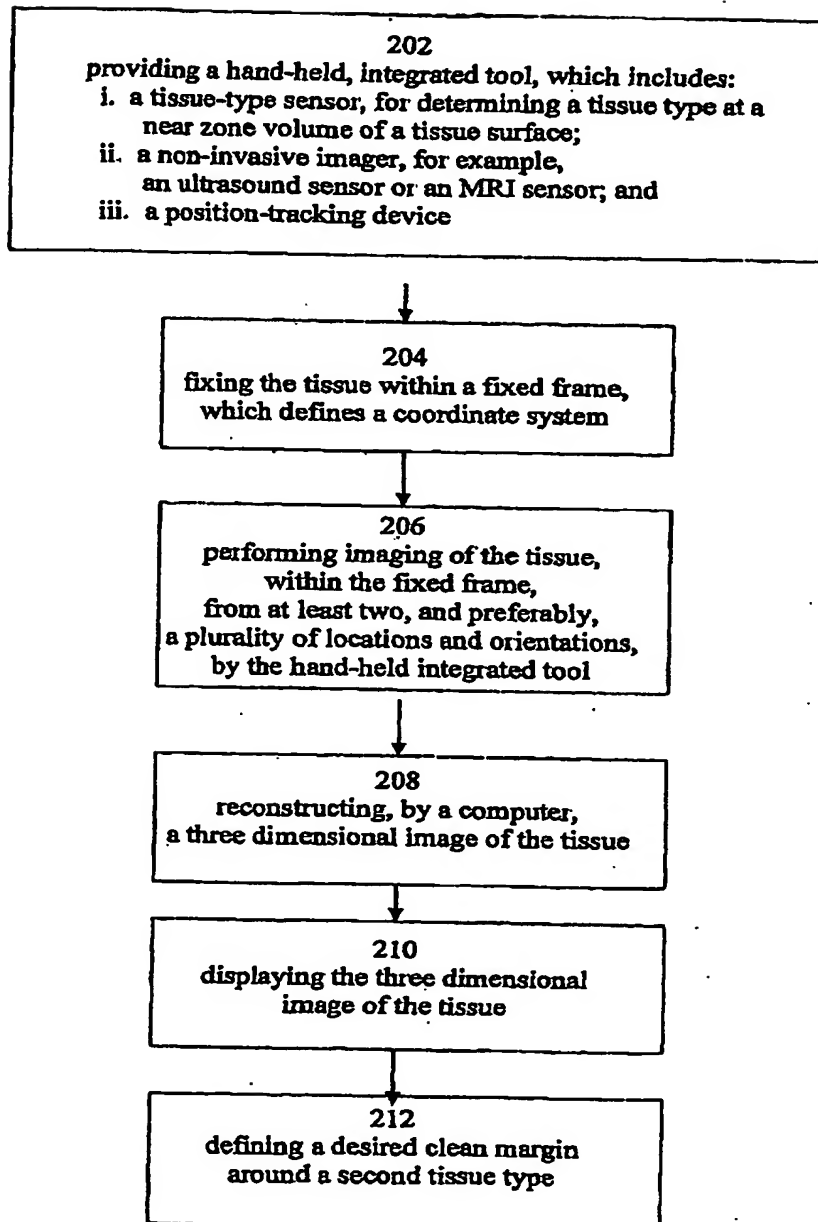 202
providing a hand-held, integrated tool, which includes:
i. a tissue-type sensor, for determining a tissue type at a
near zone volume of a tissue surface;
ii. a non-invasive imager, for example,
an ultrasound sensor or an MRI sensor; and
iii. a position-tracking device
204
fixing the tissue within a fixed frame,
which defines a coordinate system
206
performing imaging of the tissue,
within the fixed frame,
from at least two, and preferably,
a plurality of locations and orientations,
by the hand-held integrated tool
208
reconstructing, by a computer,
a three dimensional image of the tissue
210
displaying the three dimensional
image of the tissue
212
defining a desired clean margin
around a second tissue type